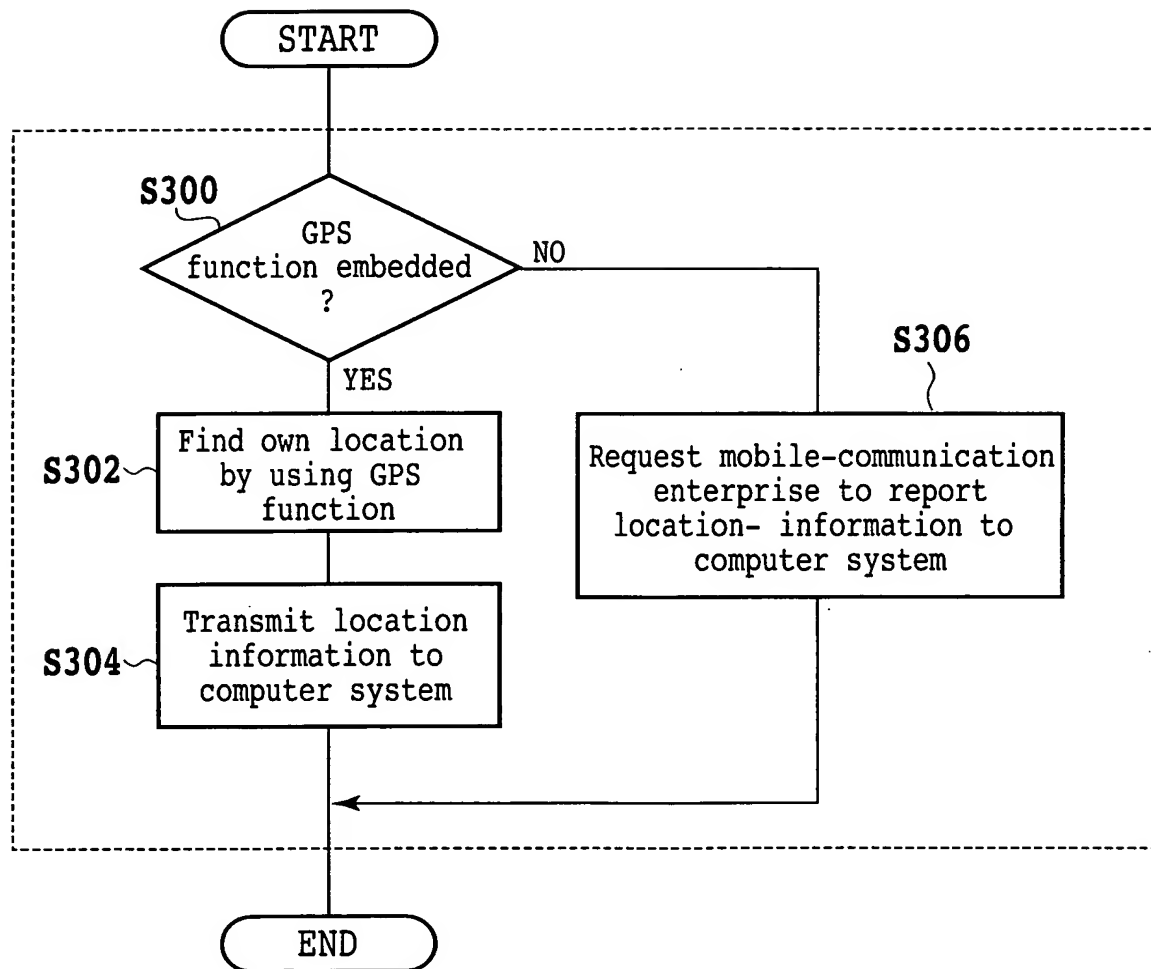 START
S300
GPS
function embedded
?
NO
YES
S306
S302
Find own location
by using GPS
function
Request mobile-communication
enterprise to report
location- information to
computer system
S304
Transmit location
information to
computer system
END